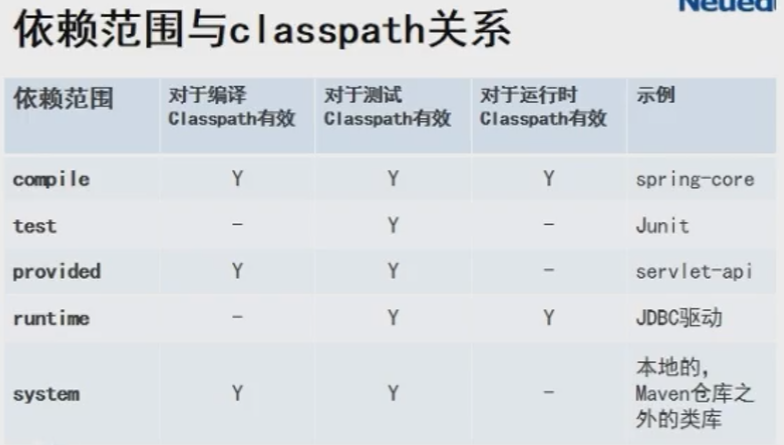 Neued
依赖范围与classpath关系
依赖范围 对于编译 对于测试 对于运行时 示例
Classpath有效 Classpath有效 Classpath有效
compile Y Y Y spring-core
test - Y - Junit
provided Y Y - servlet-api
runtime - Y Y JDBC驱动
本地的,
system Y Y - Maven仓库之
外的类库